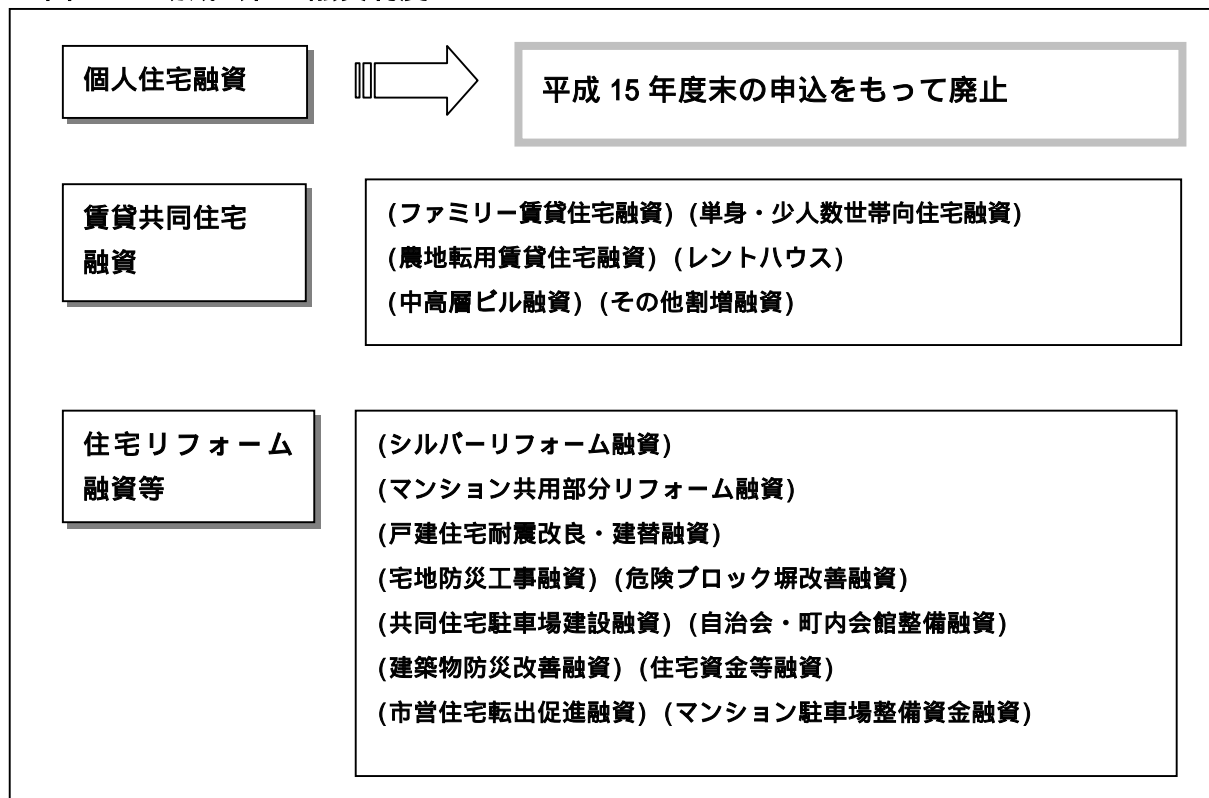 個人住宅融資
平成 15 年度末の申込をもって廃止
賃貸共同住宅
融資
(ファミリー賃貸住宅融資) (単身・少人数世帯向住宅融資)
(農地転用賃貸住宅融資) (レントハウス)
(中高層ビル融資) (その他割増融資)
住宅リフォーム
融資等
(シルバーリフォーム融資)
(マンション共用部分リフォーム融資)
(戸建住宅耐震改良・建替融資)
(宅地防災工事融資) (危険ブロック塀改善融資)
(共同住宅駐車場建設融資) (自治会・町内会館整備融資)
(建築物防災改善融資) (住宅資金等融資)
(市営住宅転出促進融資) (マンション駐車場整備資金融資)